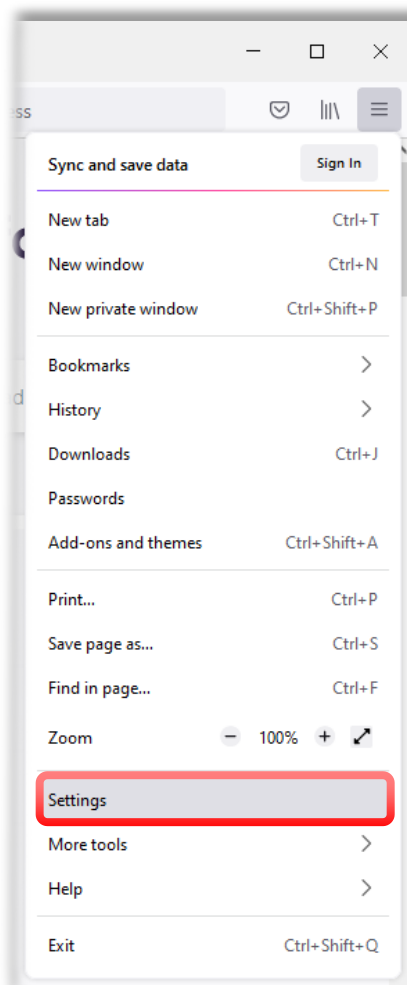 ss
Sync and save data Sign In
New tab Ctrl+T
New window Ctrl+N
New private window Ctrl+Shift+P
Bookmarks
History
d
Downloads Ctrl+J
Passwords
Add-ons and themes Ctrl+Shift+A
Print... Ctrl+P
Save page as... Ctrl+S
Find in page... Ctrl+F
Zoom − 100% +
Settings
More tools
Help
Exit Ctrl+Shift+Q